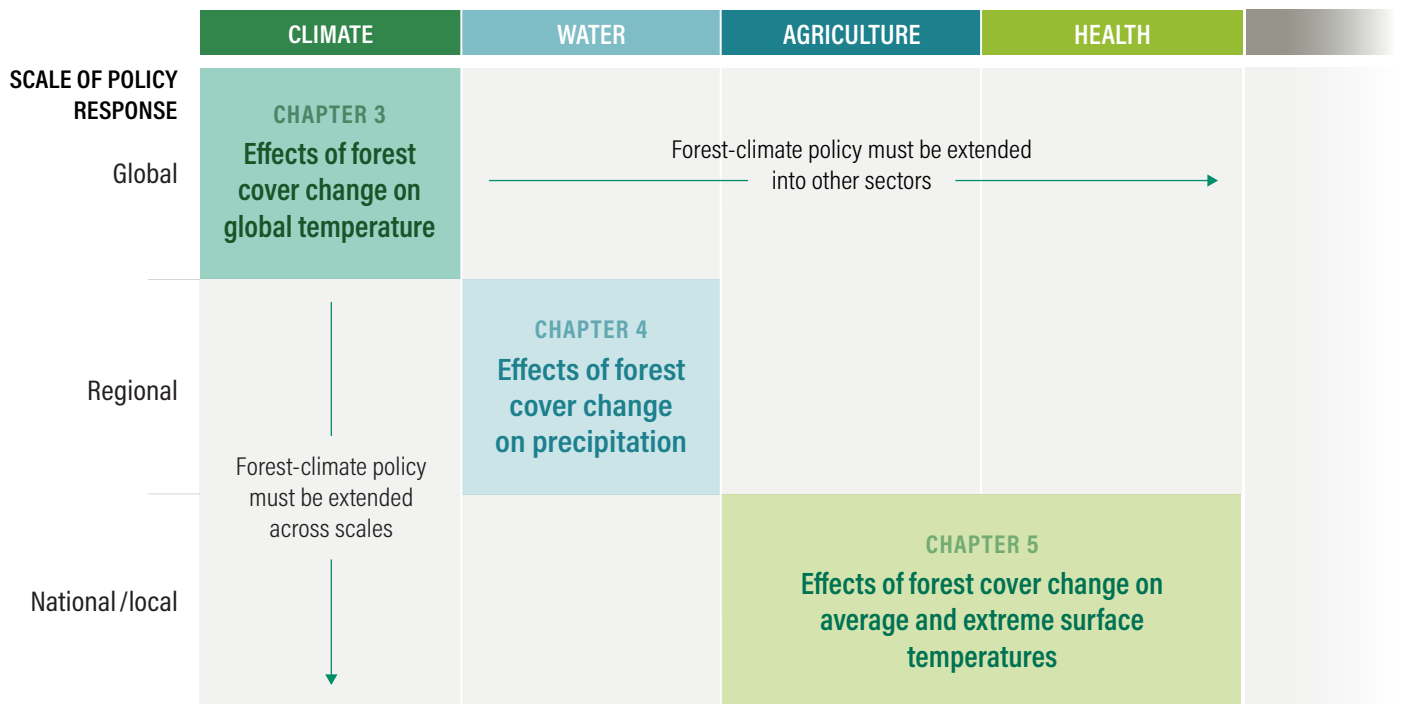 CLIMATE
WATER
AGRICULTURE
HEALTH
SCALE OF POLICY
RESPONSE
Global
CHAPTER 3
Effects of forest
cover change on
global temperature
Forest-climate policy must be extended
into other sectors
Regional
CHAPTER 4
Effects of forest
cover change
on precipitation
Forest-climate policy
must be extended
across scales
National/local
CHAPTER 5
Effects of forest cover change on
average and extreme surface
temperatures